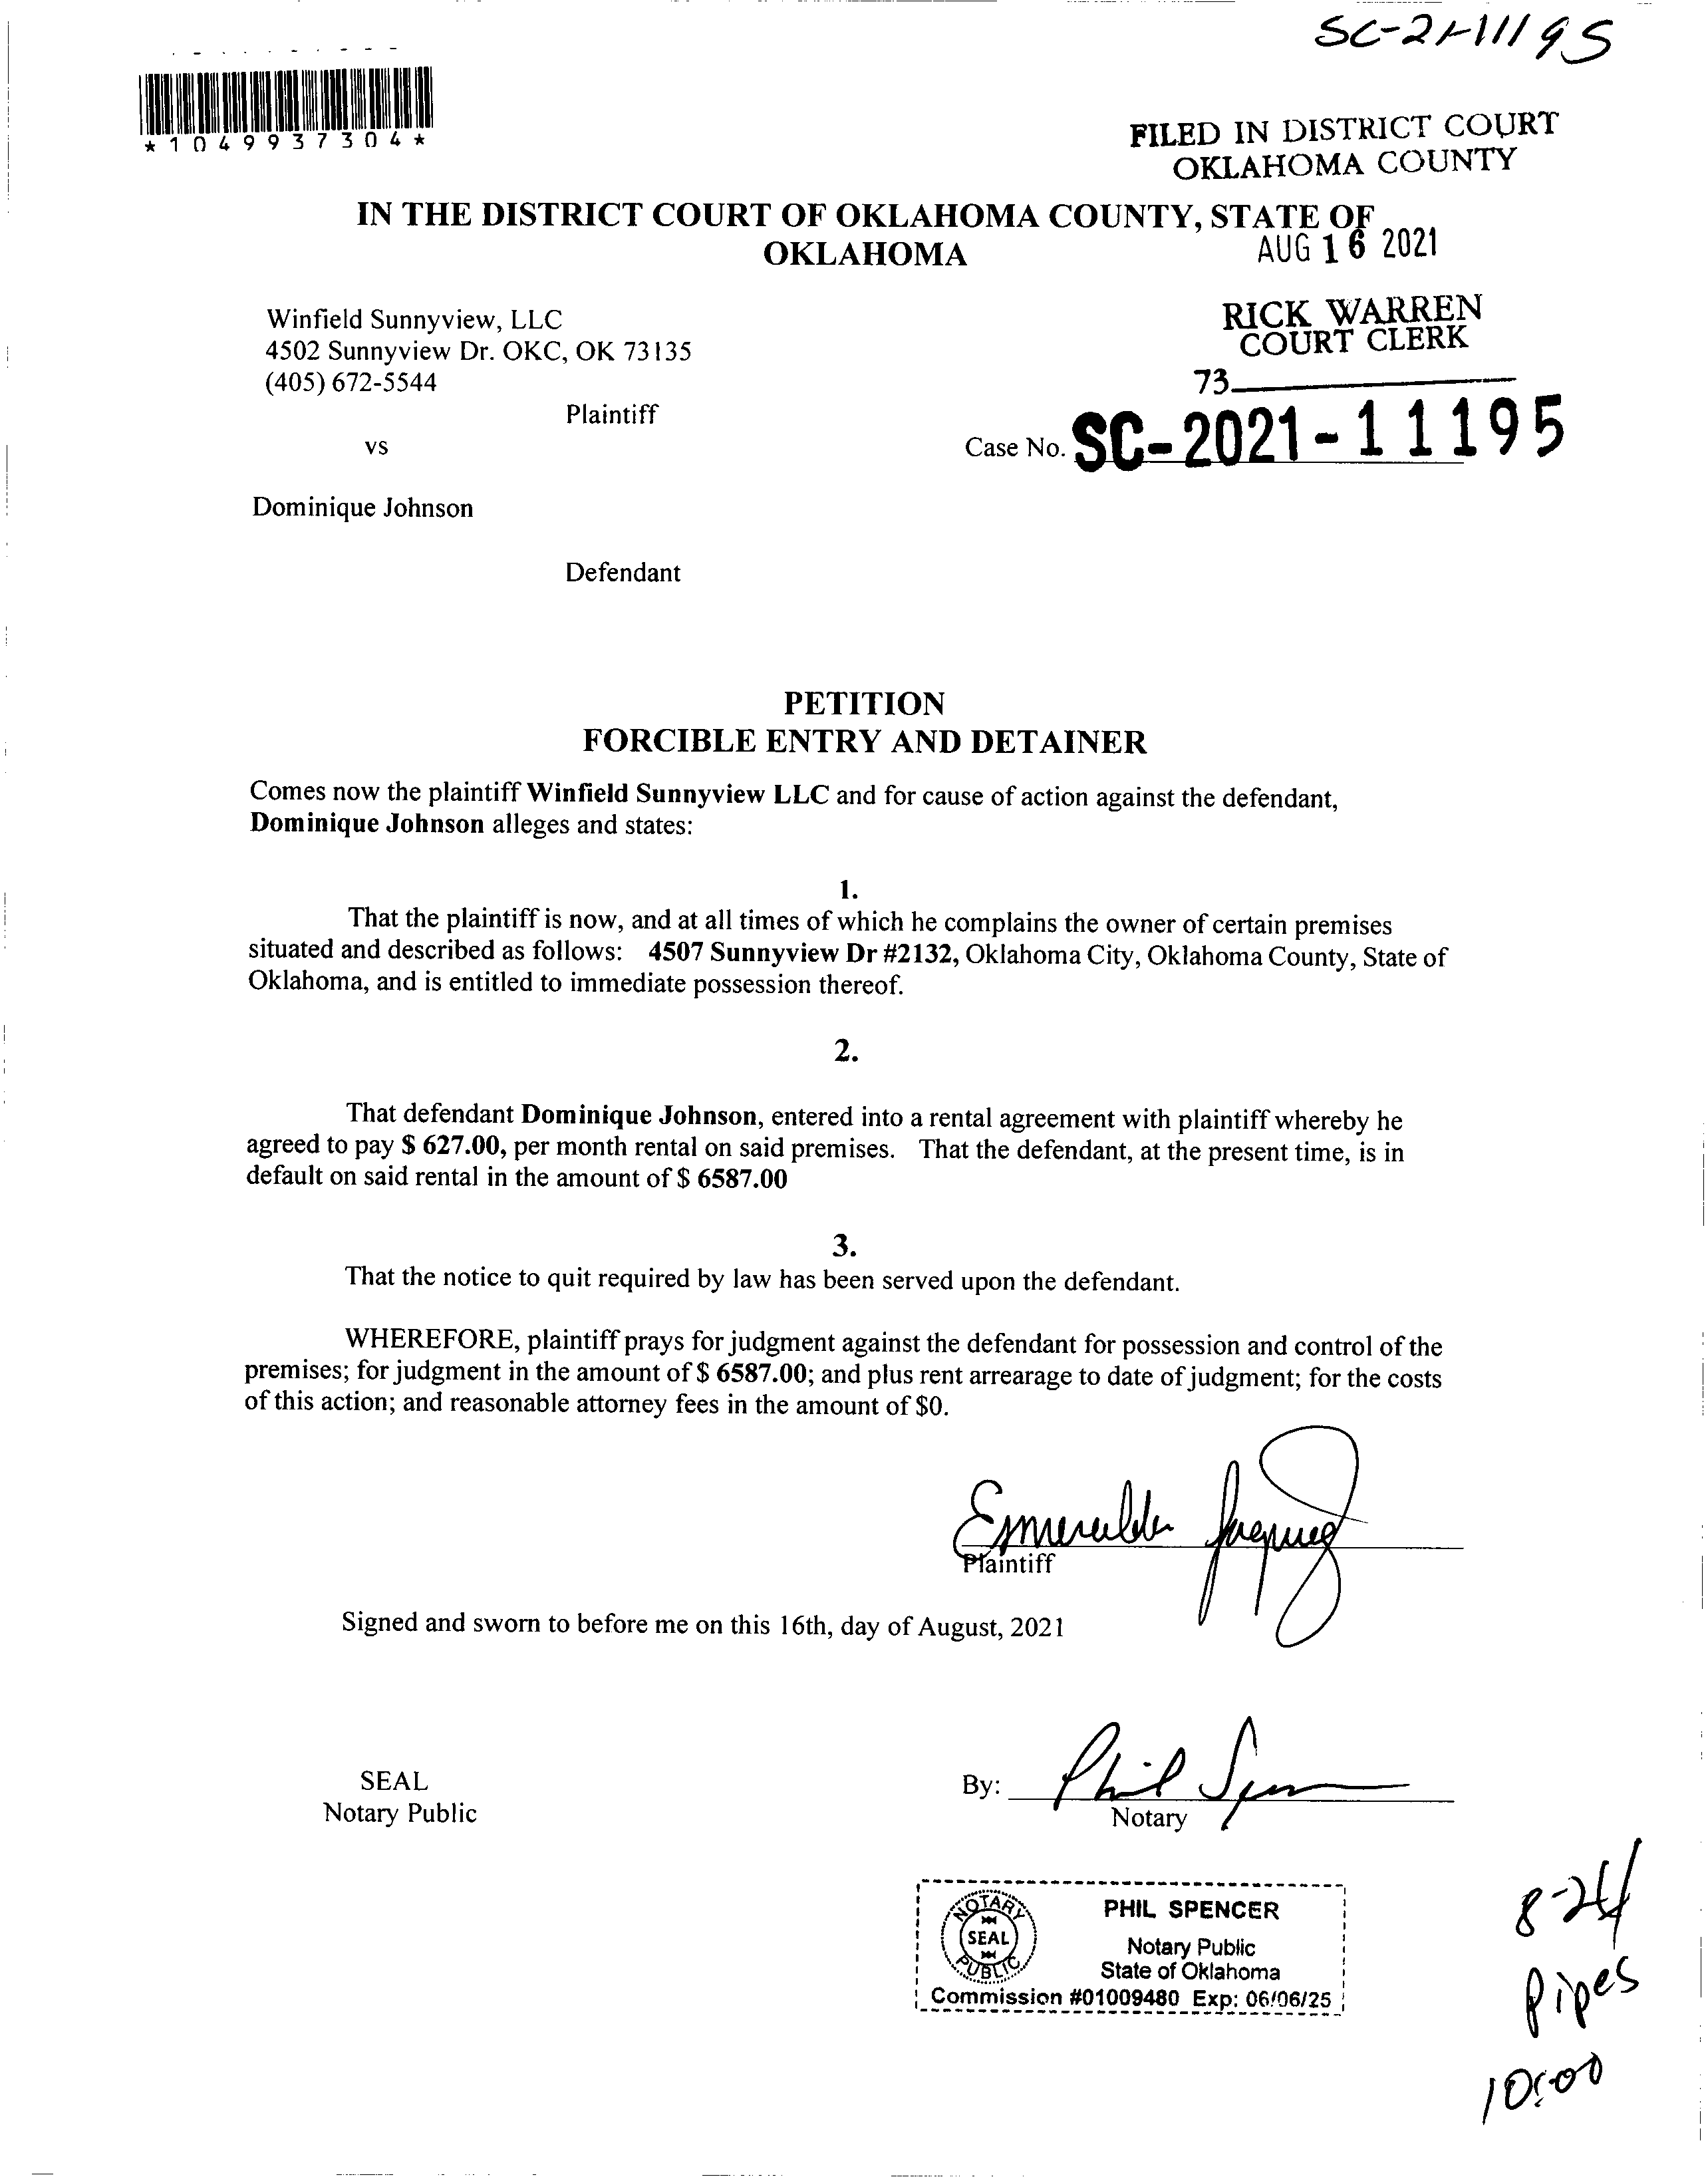 SC-21-11195
*1049937304*
FILED IN DISTRICT COURT
OKLAHOMA COUNTY
IN THE DISTRICT COURT OF OKLAHOMA COUNTY, STATE OF
OKLAHOMA
AUG 16 2021
Winfield Sunnyview, LLC
4502 Sunnyview Dr. OKC, OK 73135
(405) 672-5544
RICK WARREN
COURT CLERK
73
Plaintiff
vs
Case No. SC-2021-11195
Dominique Johnson
Defendant
PETITION
FORCIBLE ENTRY AND DETAINER
Comes now the plaintiff Winfield Sunnyview LLC and for cause of action against the defendant,
Dominique Johnson alleges and states:
1.
That the plaintiff is now, and at all times of which he complains the owner of certain premises
situated and described as follows: 4507 Sunnyview Dr #2132, Oklahoma City, Oklahoma County, State of
Oklahoma, and is entitled to immediate possession thereof.
2.
That defendant Dominique Johnson, entered into a rental agreement with plaintiff whereby he
agreed to pay $ 627.00, per month rental on said premises. That the defendant, at the present time, is in
default on said rental in the amount of $ 6587.00
3.
That the notice to quit required by law has been served upon the defendant.
WHEREFORE, plaintiff prays for judgment against the defendant for possession and control of the
premises; for judgment in the amount of $ 6587.00; and plus rent arrearage to date of judgment; for the costs
of this action; and reasonable attorney fees in the amount of $0.
Esmeralda
Plaintiff
Signed and sworn to before me on this 16th, day of August, 2021
SEAL
Notary Public
By: Phil Spencer
Notary
NOTARY
SEAL
PUBLIC
PHIL SPENCER
Notary Public
State of Oklahoma
Commission #01009480 Exp: 06/06/25
8-24
Pipes
10:00